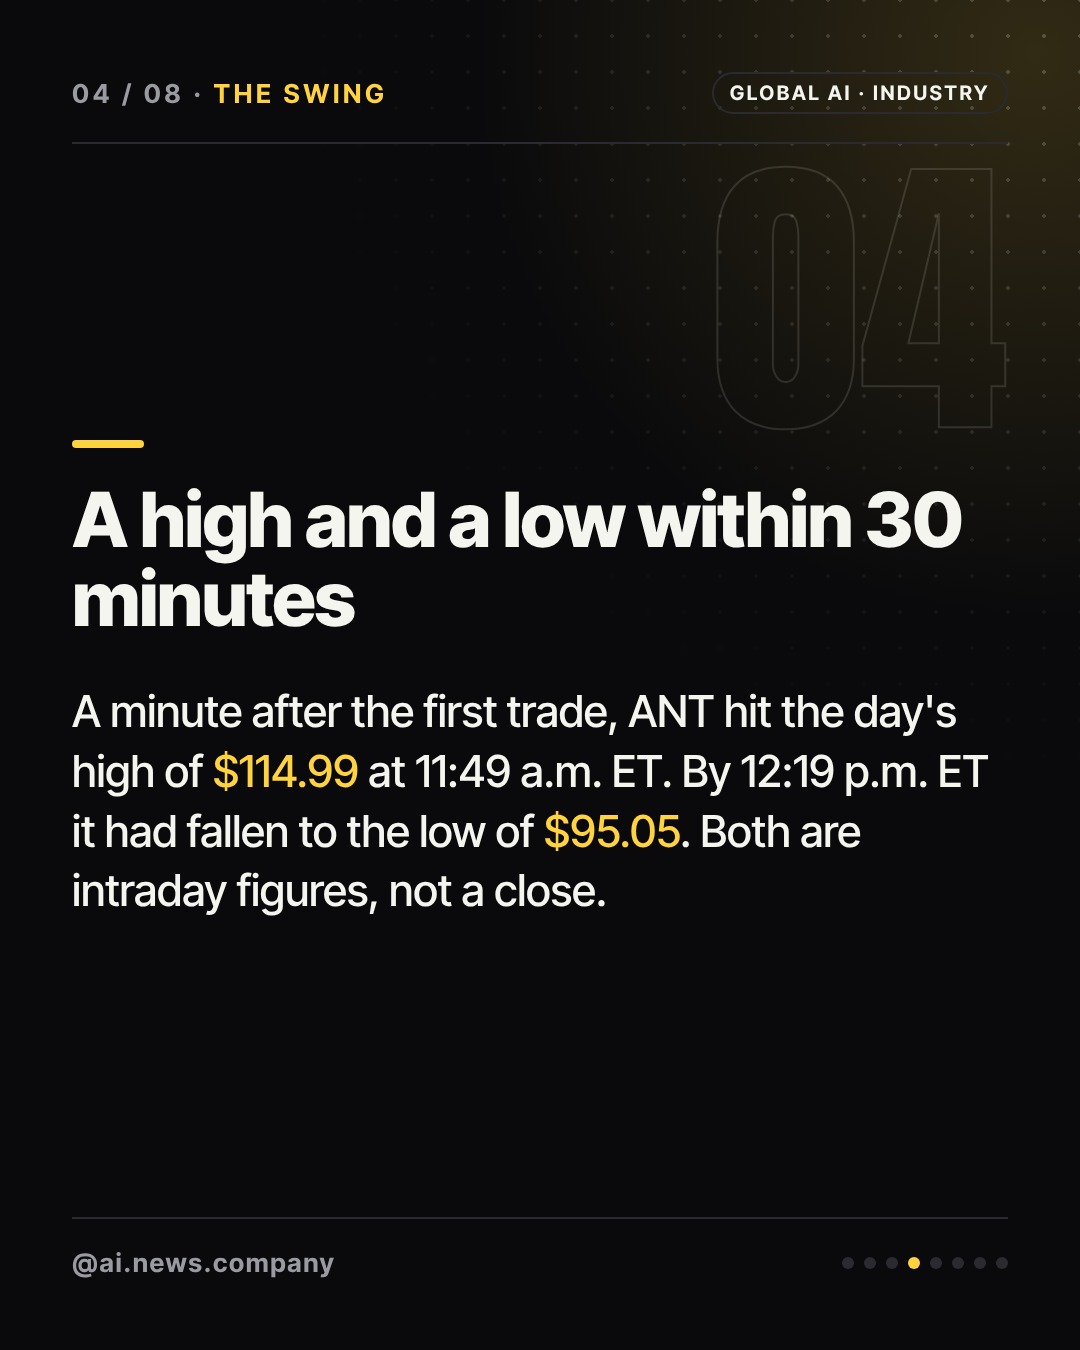 04 / 08 · THE SWING
GLOBAL AI · INDUSTRY
04
A high and a low within 30
minutes
A minute after the first trade, ANT hit the day's
high of $114.99 at 11:49 a.m. ET. By 12:19 p.m. ET
it had fallen to the low of $95.05. Both are
intraday figures, not a close.
@ai.news.company